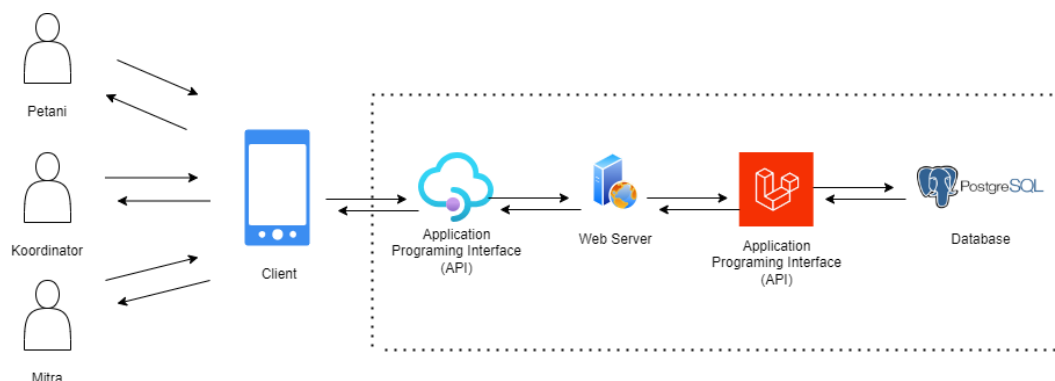 Petani
Koordinator
Mitra
Client
Application
Programing Interface
(API)
Web Server
Application
Programing Interface
(API)
PostgreSQL
Database